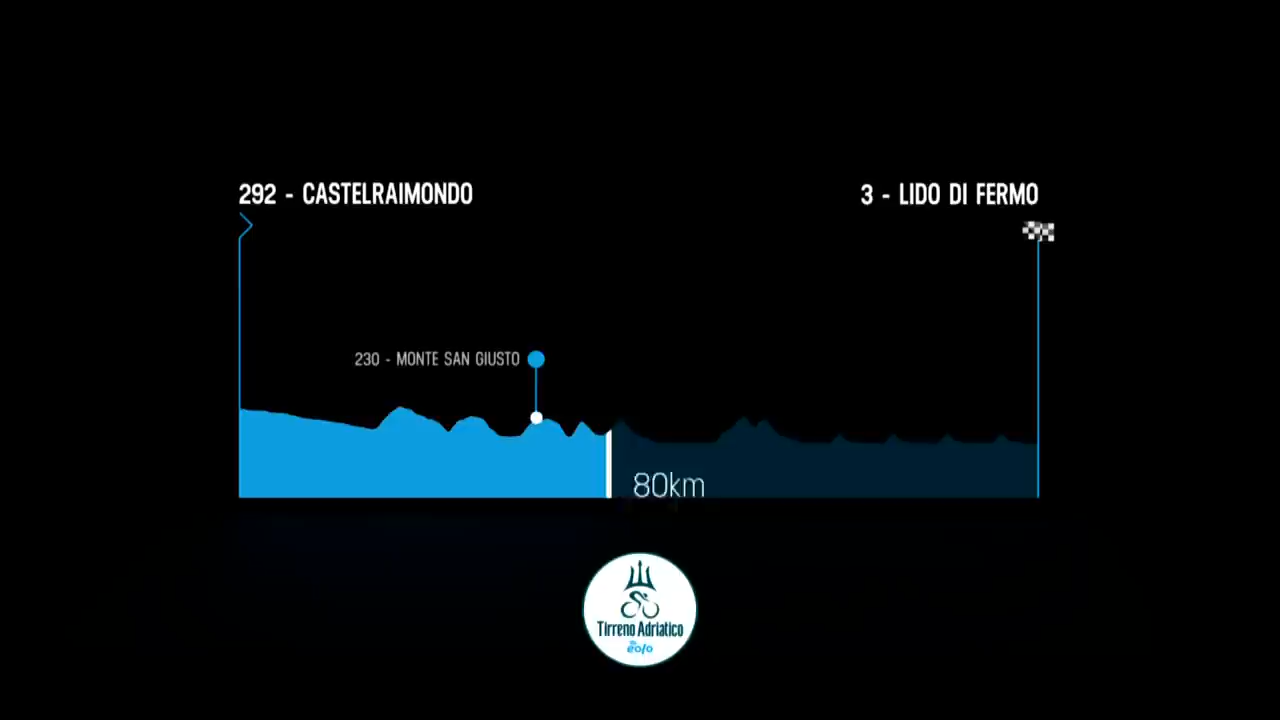 292 - CASTELRAIMONDO
3 - LIDO DI FERMO
230 - MONTE SAN GIUSTO
80km
Tirreno Adriatico
eolo